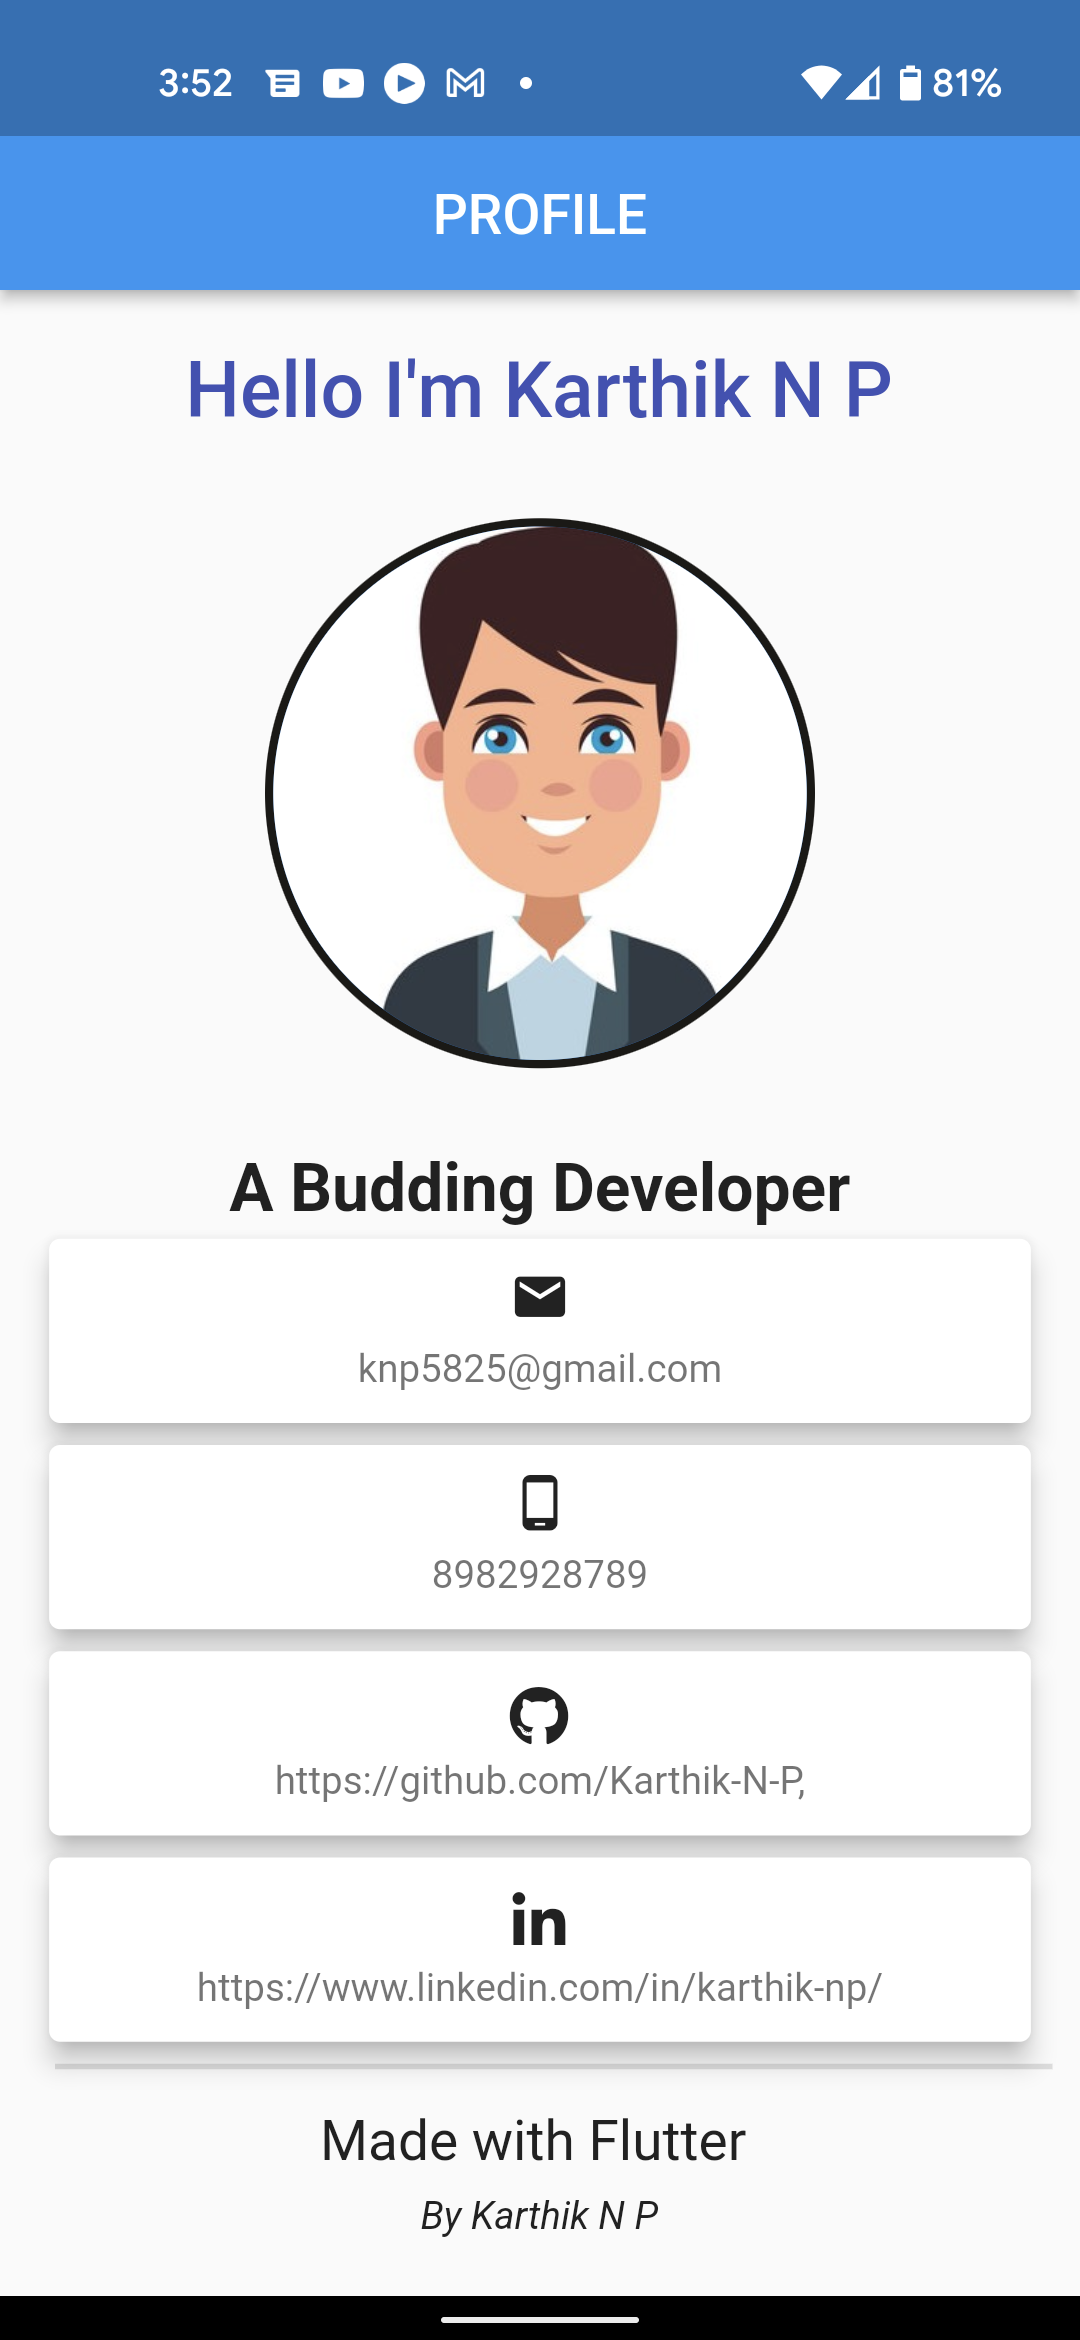 3:52
81%
PROFILE
Hello I'm Karthik N P
A Budding Developer
knp5825@gmail.com
8982928789
https://github.com/Karthik-N-P,
in
https://www.linkedin.com/in/karthik-np/
Made with Flutter
By Karthik N P